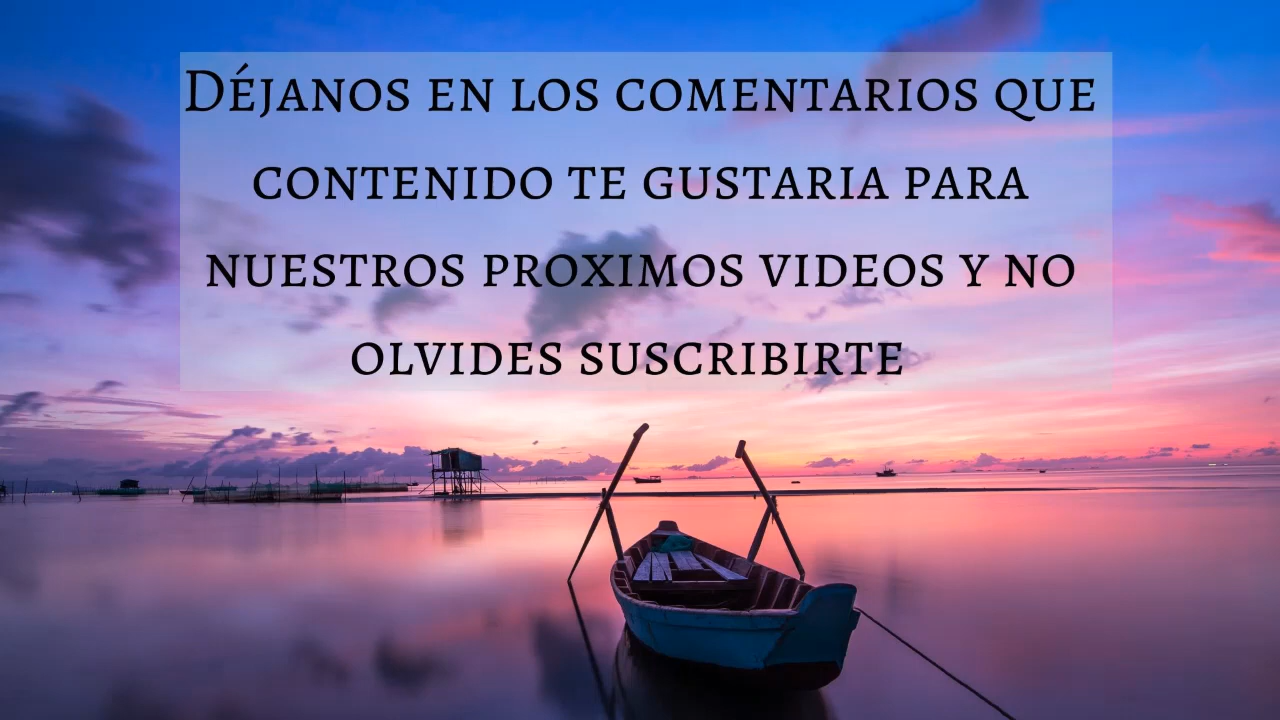 Déjanos en los comentarios que
contenido te gustaria para
nuestros proximos videos y no
olvides suscribirte